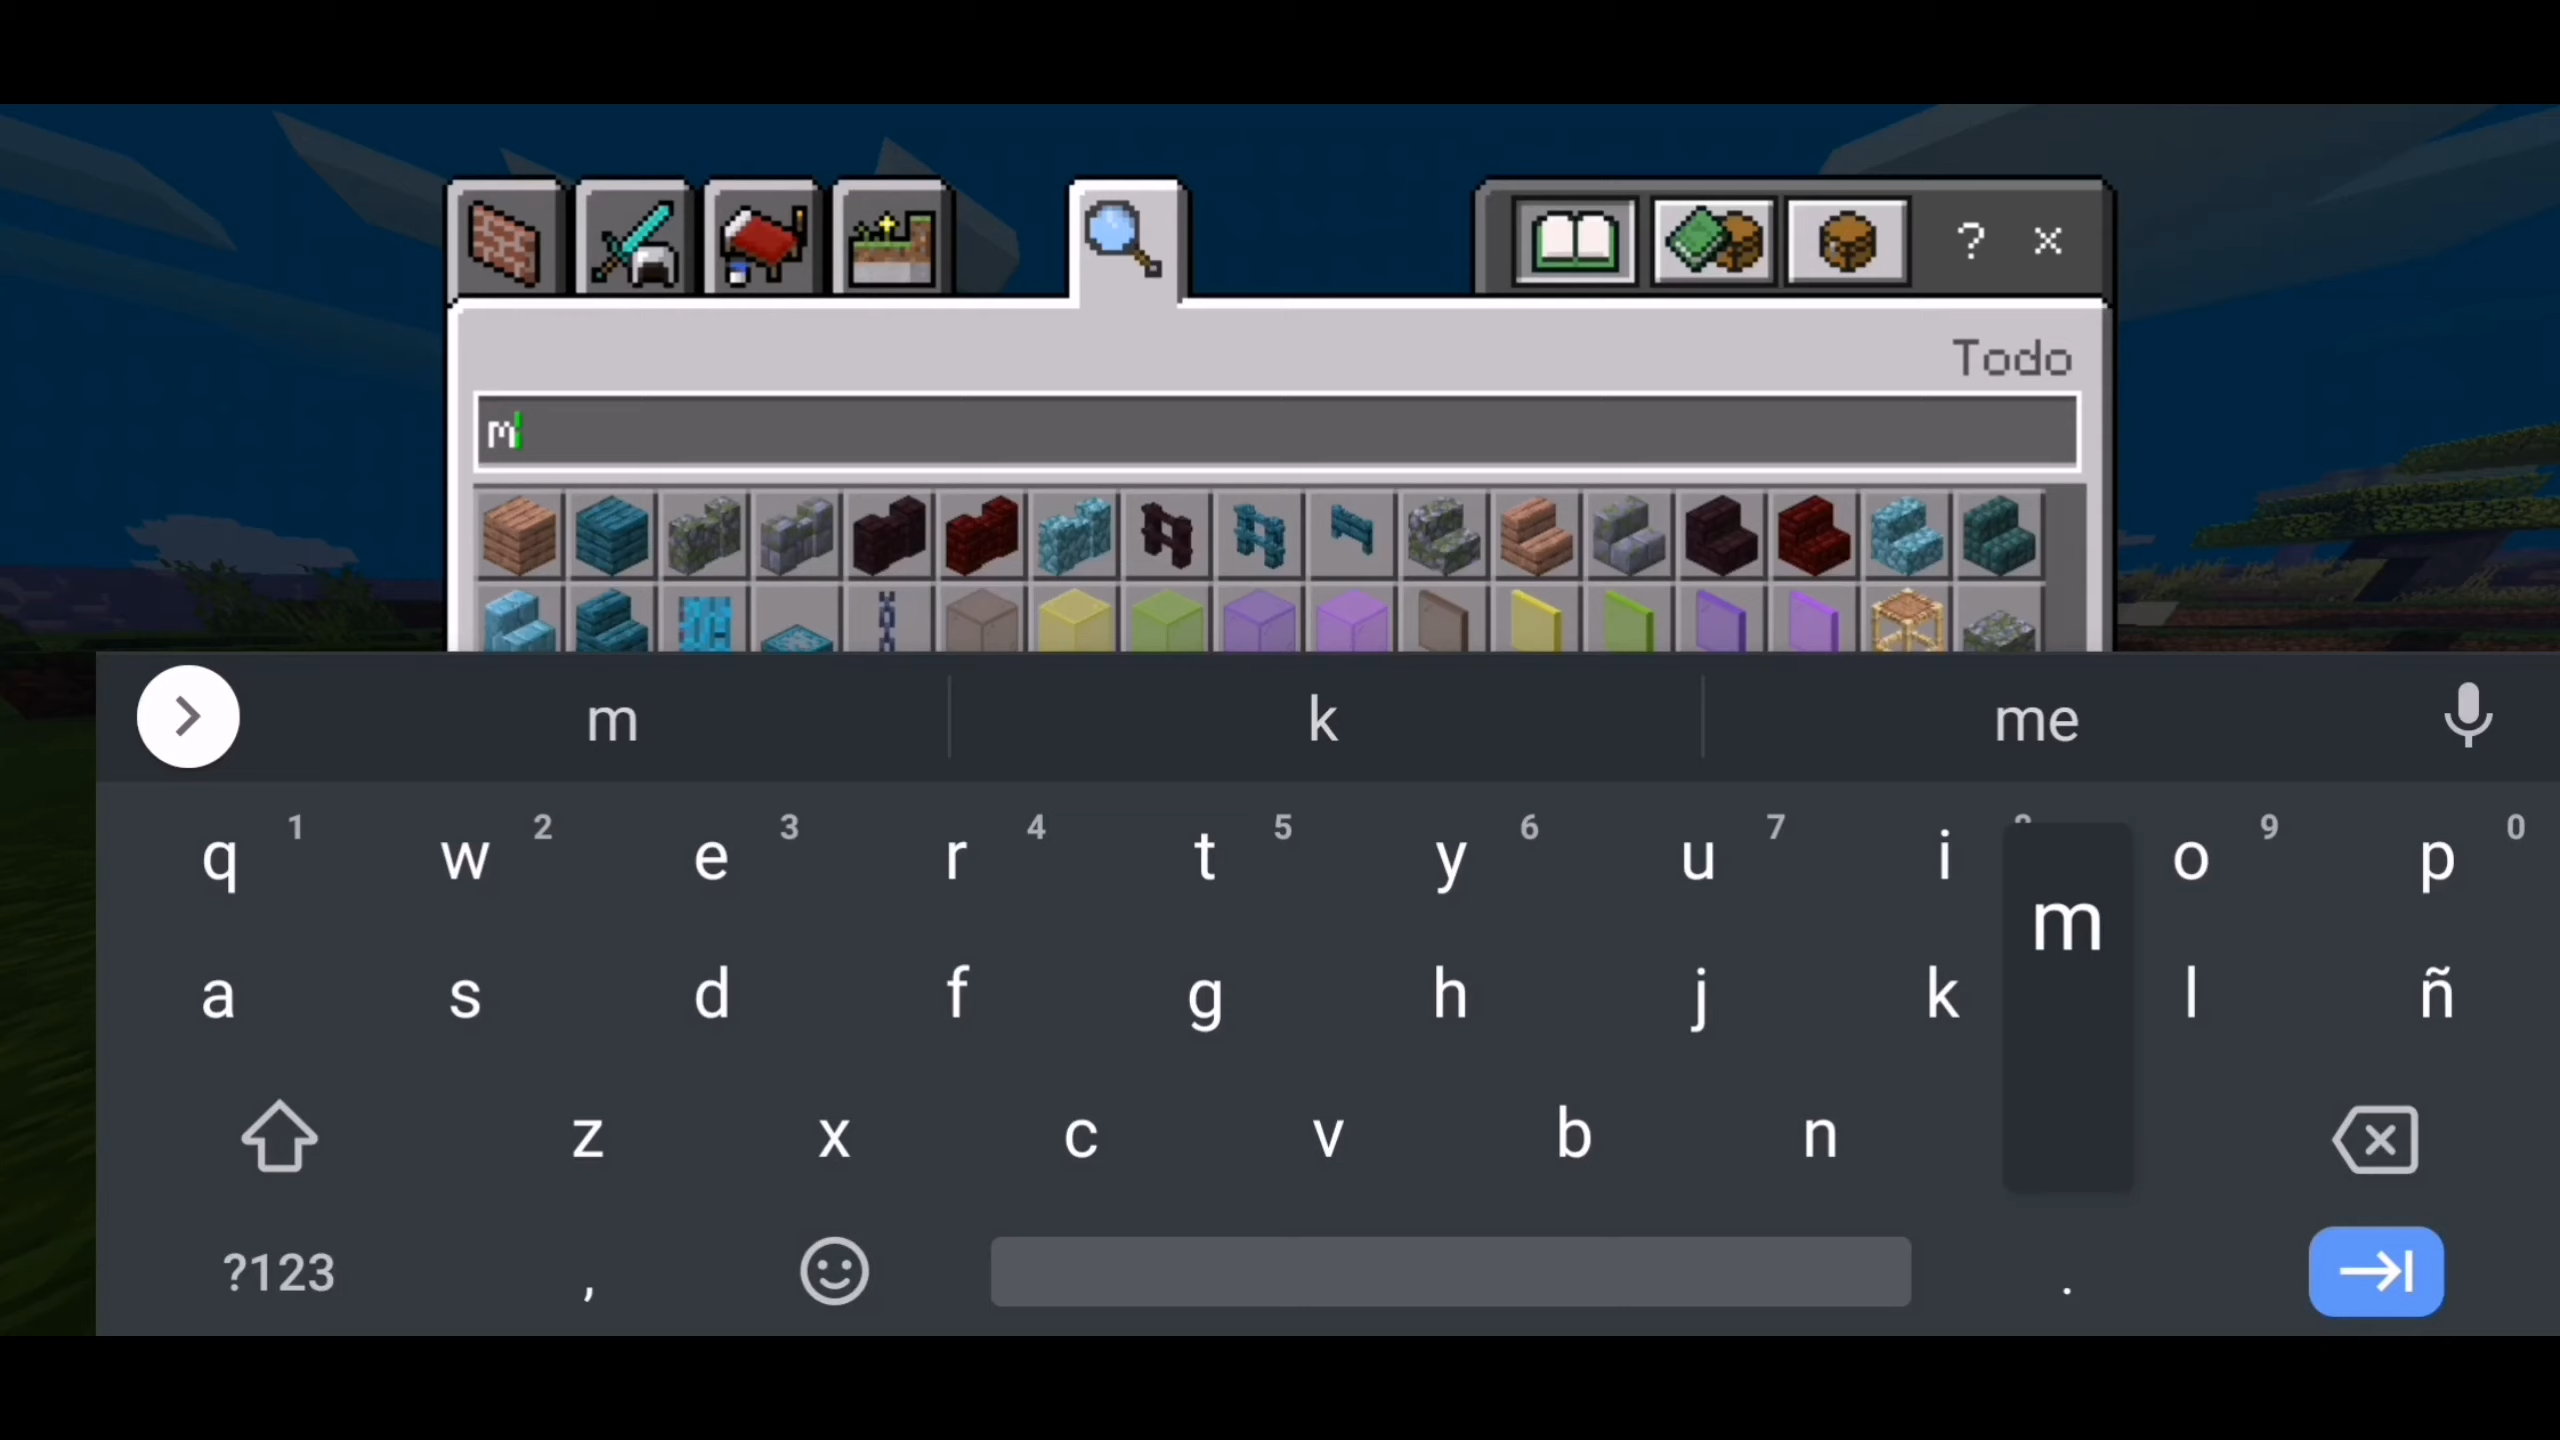 ? ×
Todo
m
m k me
q 1 w 2 e 3 r 4 t 5 y 6 u 7 i o 9 p 0
m
a s d f g h j k l ñ
z x c v b n
?123 , .